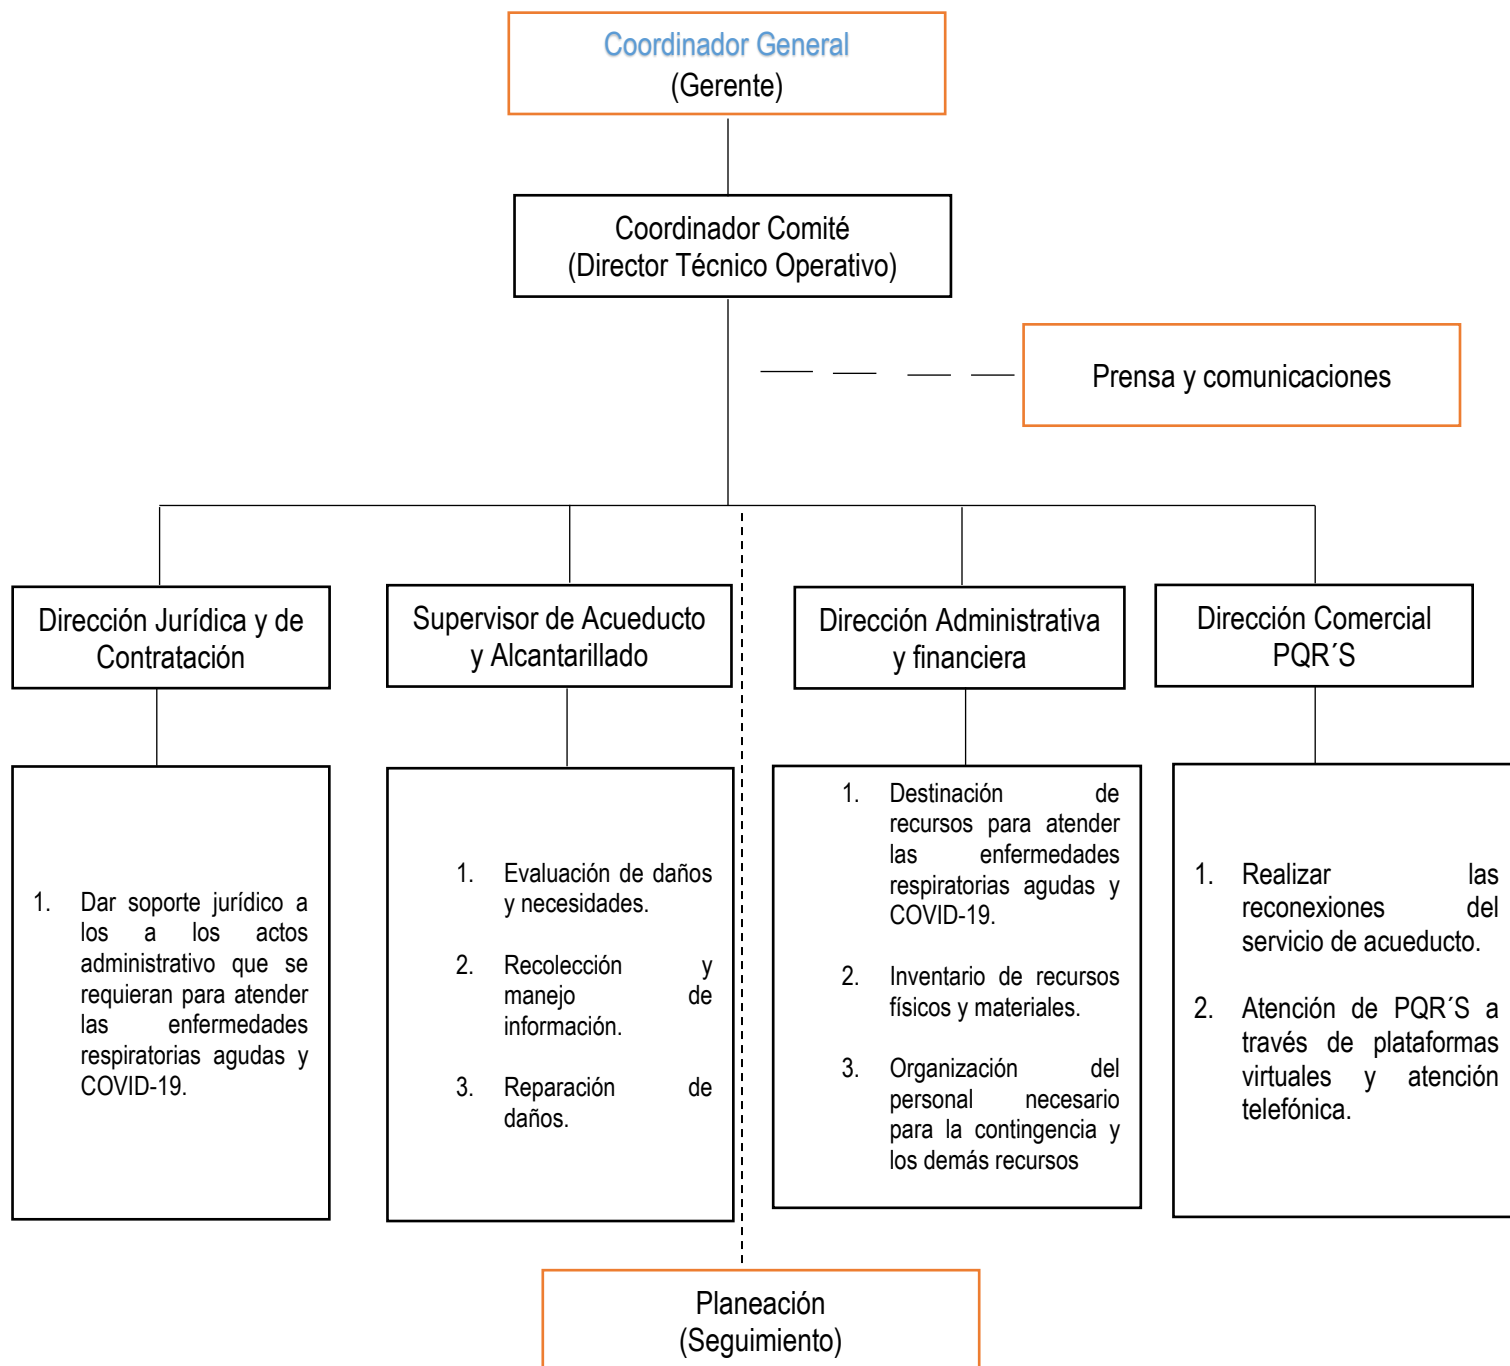 Coordinador General
(Gerente)
Coordinador Comité
(Director Técnico Operativo)
Prensa y comunicaciones
Dirección Jurídica y de
Contratación
Supervisor de Acueducto
y Alcantarillado
Dirección Administrativa
y financiera
Dirección Comercial
PQR´S
1. Dar soporte jurídico a
los a los actos
administrativo que se
requieran para atender
las enfermedades
respiratorias agudas y
COVID-19.
1. Evaluación de daños
y necesidades.
2. Recolección y
manejo de
información.
3. Reparación de
daños.
1. Destinación de
recursos para atender
las enfermedades
respiratorias agudas y
COVID-19.
2. Inventario de recursos
físicos y materiales.
3. Organización del
personal necesario
para la contingencia y
los demás recursos
1. Realizar las
reconexiones del
servicio de acueducto.
2. Atención de PQR´S a
través de plataformas
virtuales y atención
telefónica.
Planeación
(Seguimiento)